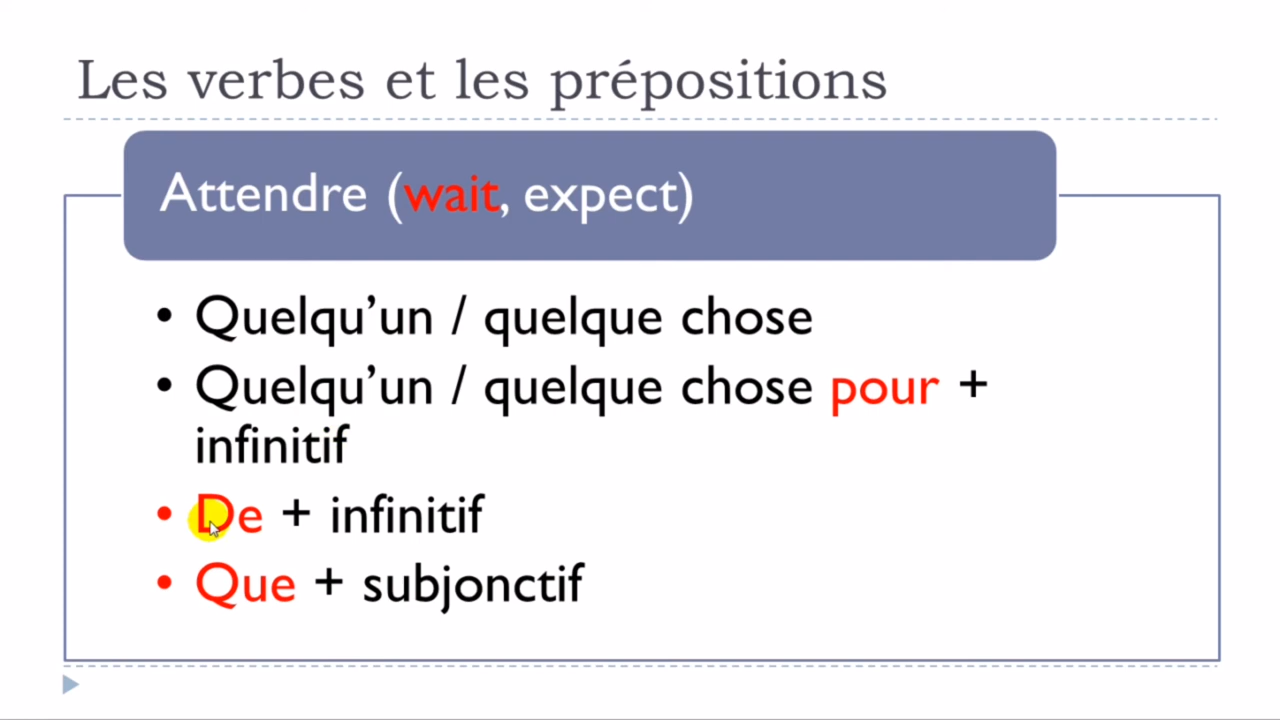 Les verbes et les prépositions
Attendre (wait, expect)
• Quelqu’un / quelque chose
• Quelqu’un / quelque chose pour +
infinitif
• De + infinitif
• Que + subjonctif